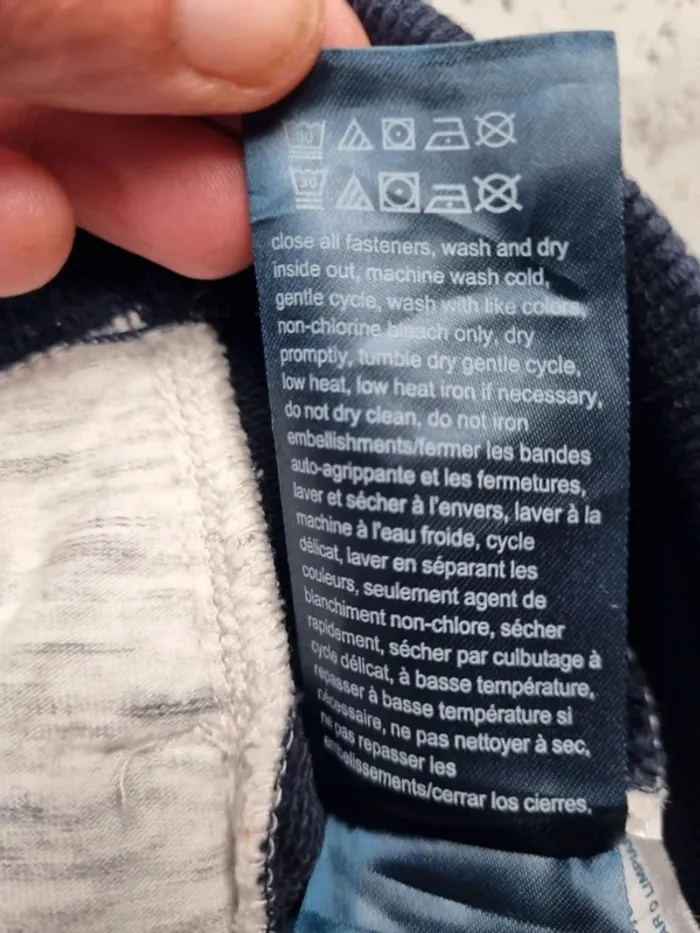 30
30
close all fasteners, wash and dry
inside out, machine wash cold,
gentle cycle, wash with like colors,
non-chlorine bleach only, dry
promptly, tumble dry gentle cycle,
low heat, low heat iron if necessary,
do not dry clean, do not iron
embellishments/fermer les bandes
auto-agrippante et les fermetures,
laver et sécher à l'envers, laver à la
machine à l'eau froide, cycle
délicat, laver en séparant les
couleurs, seulement agent de
blanchiment non-chlore, sécher
rapidement, sécher par culbutage à
cycle délicat, à basse température,
repasser à basse température si
nécessaire, ne pas nettoyer à sec,
ne pas repasser les
embelissements/cerrar los cierres,